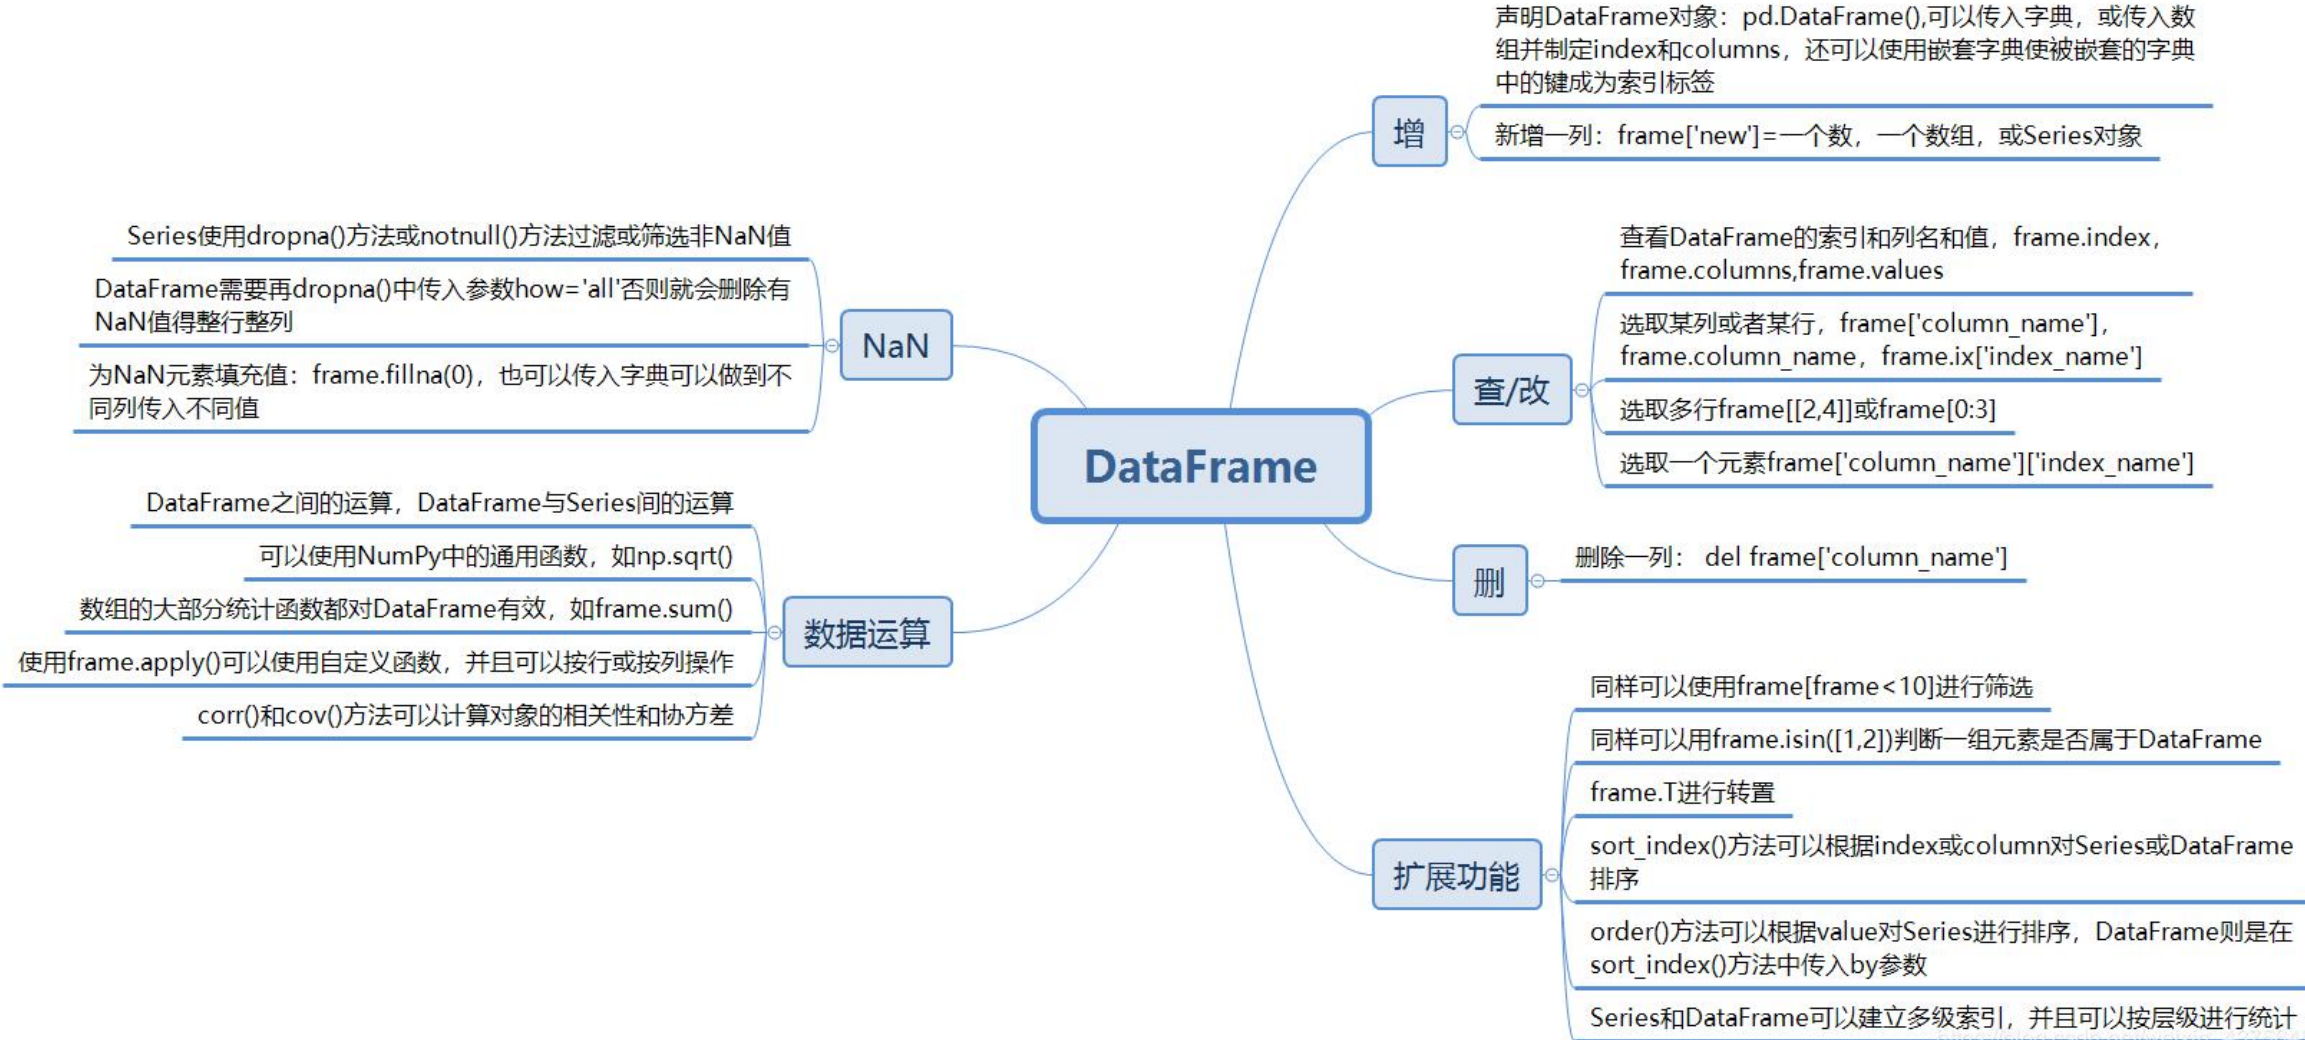 声明DataFrame对象：pd.DataFrame(),可以传入字典，或传入数
组并制定index和columns，还可以使用嵌套字典使被嵌套的字典
中的键成为索引标签
增
新增一列：frame['new']=一个数，一个数组，或Series对象
查看DataFrame的索引和列名和值，frame.index，
frame.columns,frame.values
选取某列或者某行，frame['column_name']，
frame.column_name，frame.ix['index_name']
查/改
选取多行frame[[2,4]]或frame[0:3]
选取一个元素frame['column_name']['index_name']
Series使用dropna()方法或notnull()方法过滤或筛选非NaN值
DataFrame需要再dropna()中传入参数how='all'否则就会删除有
NaN值得整行整列
NaN
为NaN元素填充值：frame.fillna(0)，也可以传入字典可以做到不
同列传入不同值
DataFrame
DataFrame之间的运算，DataFrame与Series间的运算
可以使用NumPy中的通用函数，如np.sqrt()
数组的大部分统计函数都对DataFrame有效，如frame.sum()
数据运算
使用frame.apply()可以使用自定义函数，并且可以按行或按列操作
corr()和cov()方法可以计算对象的相关性和协方差
删
删除一列： del frame['column_name']
同样可以使用frame[frame<10]进行筛选
同样可以用frame.isin([1,2])判断一组元素是否属于DataFrame
frame.T进行转置
sort_index()方法可以根据index或column对Series或DataFrame
排序
扩展功能
order()方法可以根据value对Series进行排序，DataFrame则是在
sort_index()方法中传入by参数
Series和DataFrame可以建立多级索引，并且可以按层级进行统计